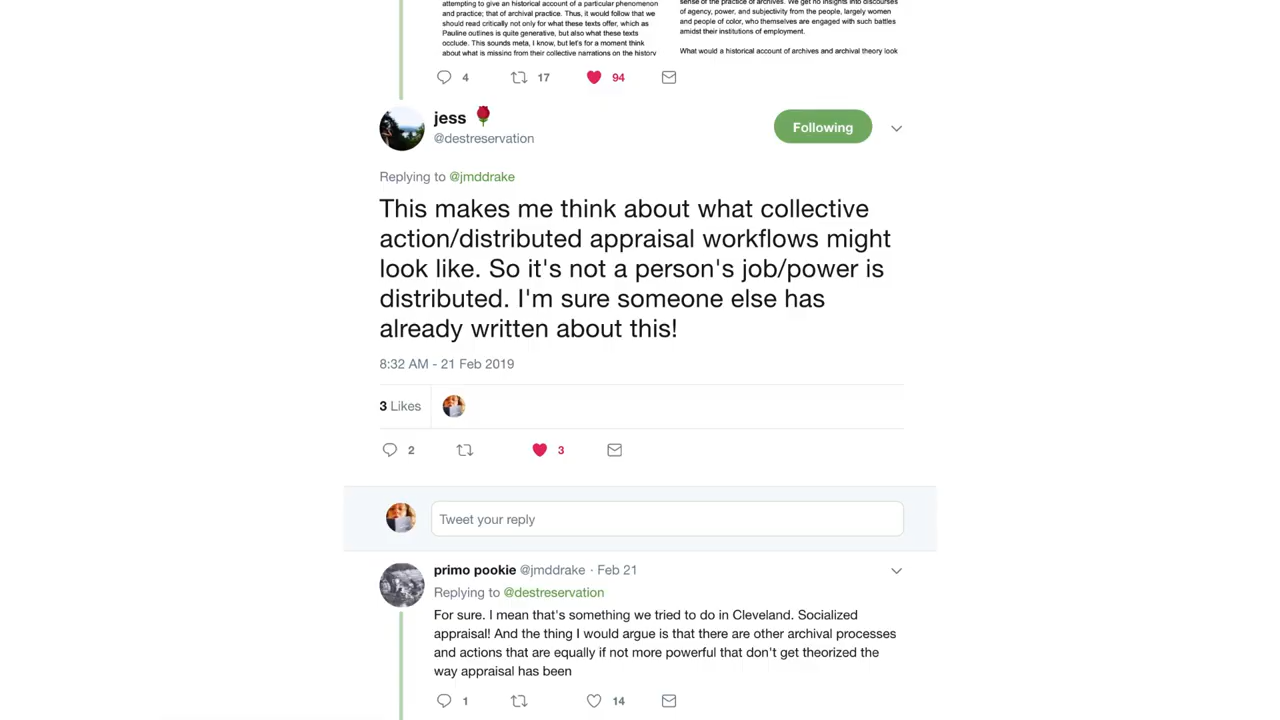 attempting to give an historical account of a particular phenomenon
and practice; that of archival practice. Thus, it would follow that we
should read critically not only for what these texts offer, which as
Pauline outlines is quite generative, but also what these texts
occlude. This sounds meta, I know, but let's for a moment think
about what is missing from their collective narrations on the history
sense of the practice of archives. We get no insights into discourses
of agency, power, and subjectivity from the people, largely women
and people of color, who themselves are engaged with such battles
amidst their institutions of employment.
What would a historical account of archives and archival theory look
4 17 94
jess 🌹
@destreservation
Following
Replying to @jmddrake
This makes me think about what collective
action/distributed appraisal workflows might
look like. So it's not a person's job/power is
distributed. I'm sure someone else has
already written about this!
8:32 AM - 21 Feb 2019
3 Likes
2 3
Tweet your reply
primo pookie @jmddrake · Feb 21
Replying to @destreservation
For sure. I mean that's something we tried to do in Cleveland. Socialized
appraisal! And the thing I would argue is that there are other archival processes
and actions that are equally if not more powerful that don't get theorized the
way appraisal has been
1 14